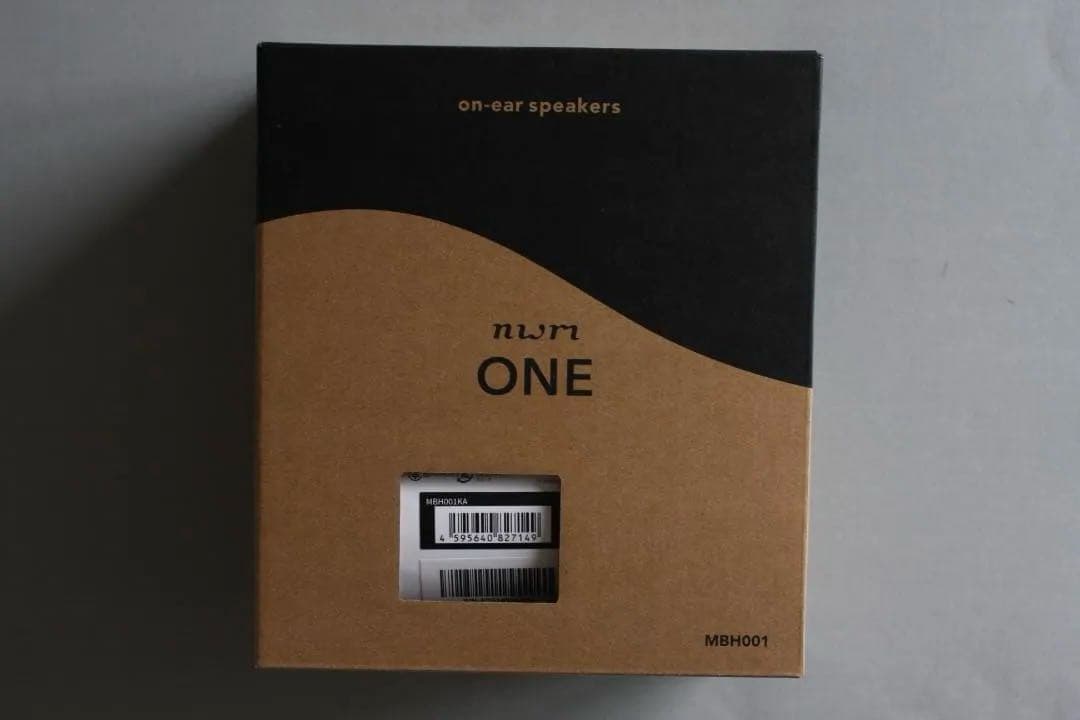 on-ear speakers
nwm
ONE
MBH001KA
4 595640 827149
MBH001